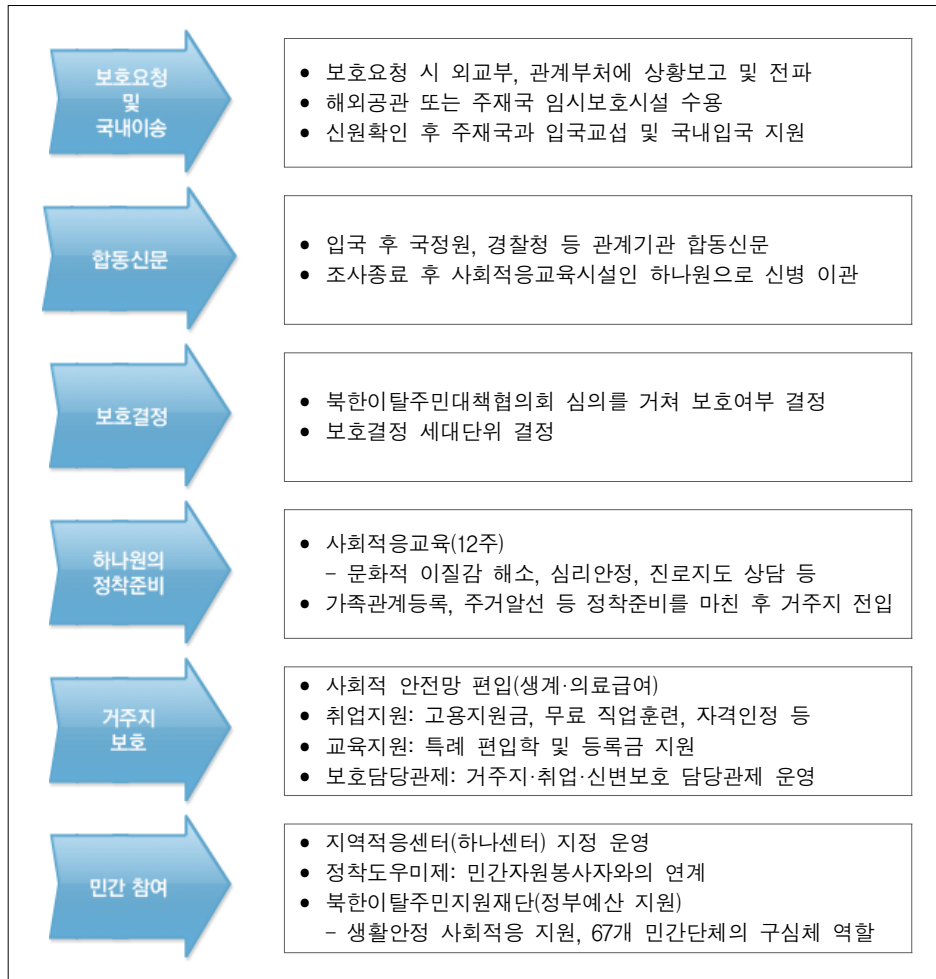 보호요청
및
국내이송
• 보호요청 시 외교부, 관계부처에 상황보고 및 전파
• 해외공관 또는 주재국 임시보호시설 수용
• 신원확인 후 주재국과 입국교섭 및 국내입국 지원
합동신문
• 입국 후 국정원, 경찰청 등 관계기관 합동신문
• 조사종료 후 사회적응교육시설인 하나원으로 신병 이관
보호결정
• 북한이탈주민대책협의회 심의를 거쳐 보호여부 결정
• 보호결정 세대단위 결정
하나원의
정착준비
• 사회적응교육(12주)
– 문화적 이질감 해소, 심리안정, 진로지도 상담 등
• 가족관계등록, 주거알선 등 정착준비를 마친 후 거주지 전입
거주지
보호
• 사회적 안전망 편입(생계·의료급여)
• 취업지원: 고용지원금, 무료 직업훈련, 자격인정 등
• 교육지원: 특례 편입학 및 등록금 지원
• 보호담당관제: 거주지·취업·신변보호 담당관제 운영
민간 참여
• 지역적응센터(하나센터) 지정 운영
• 정착도우미제: 민간자원봉사자와의 연계
• 북한이탈주민지원재단(정부예산 지원)
– 생활안정 사회적응 지원, 67개 민간단체의 구심체 역할